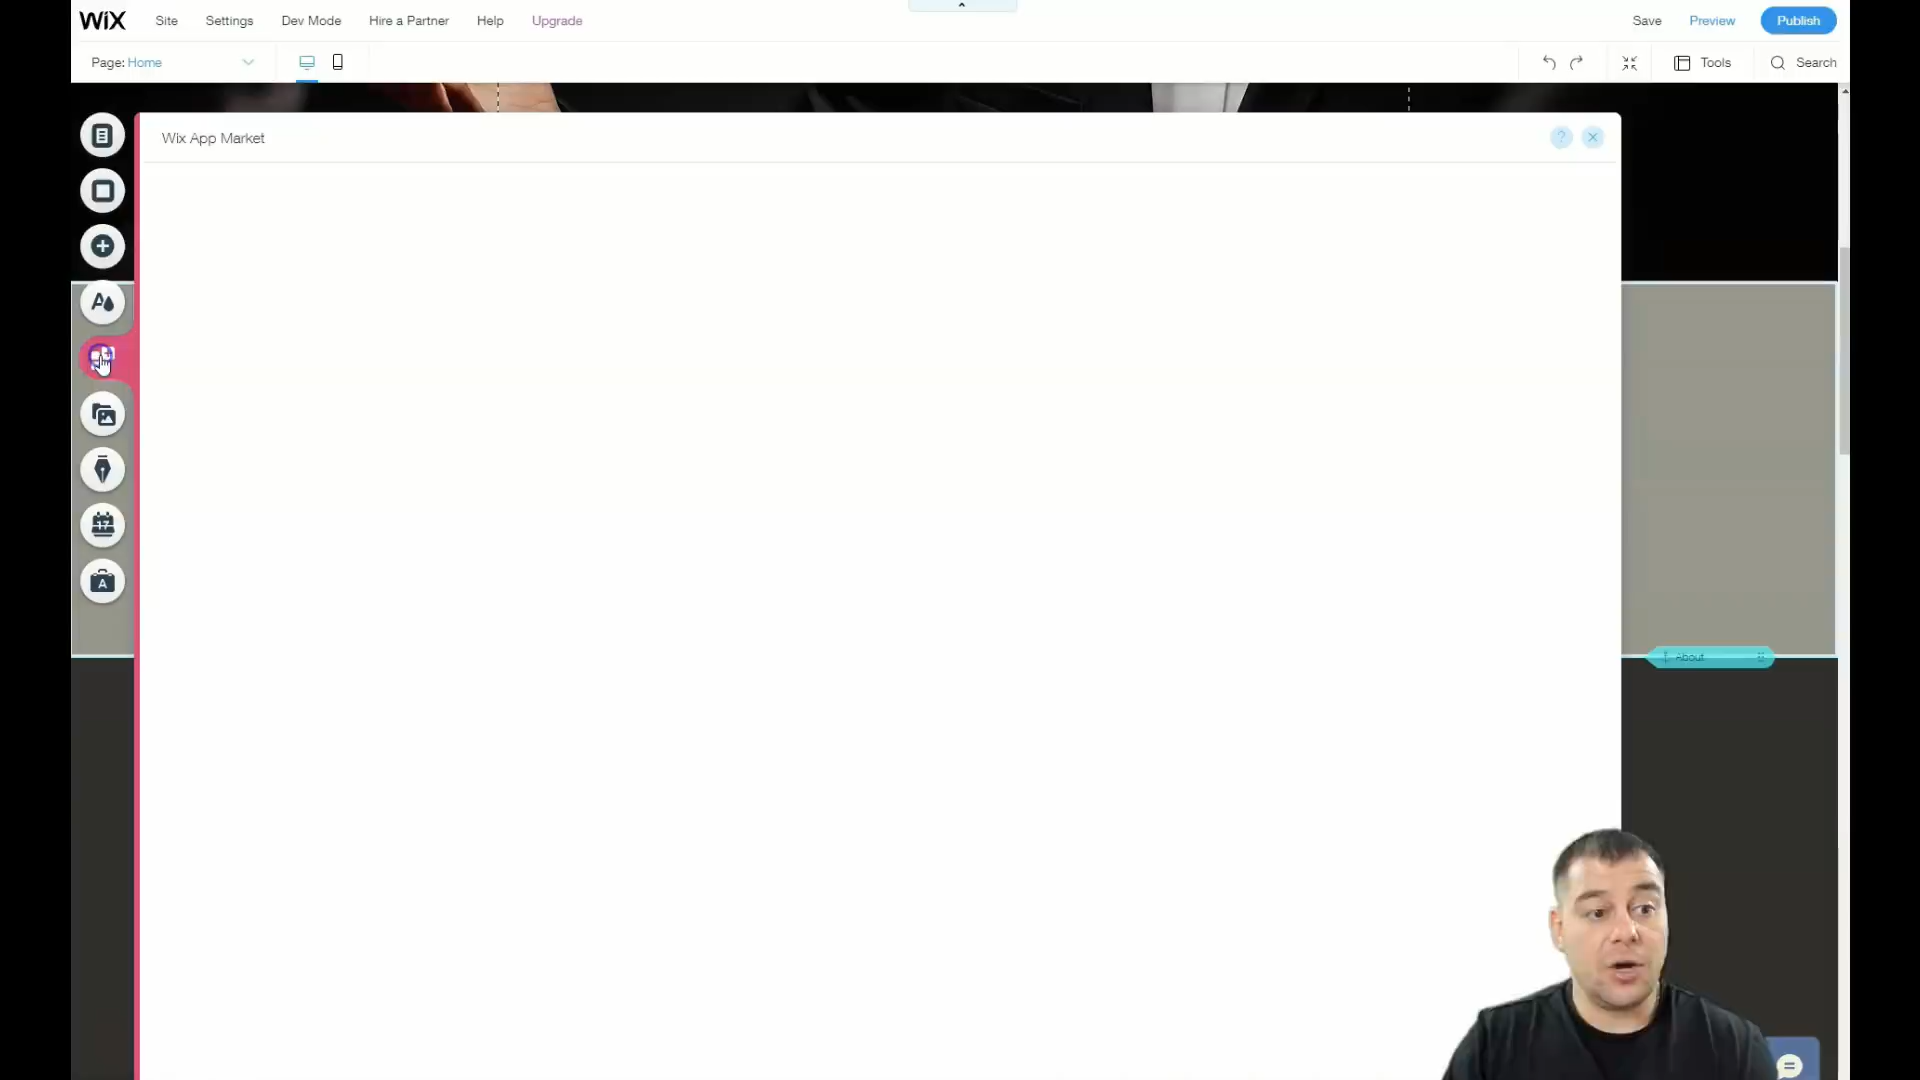 WiX Site Settings Dev Mode Hire a Partner Help Upgrade Save Preview Publish
Page: Home Tools Search
Wix App Market ?
A
17
A
About